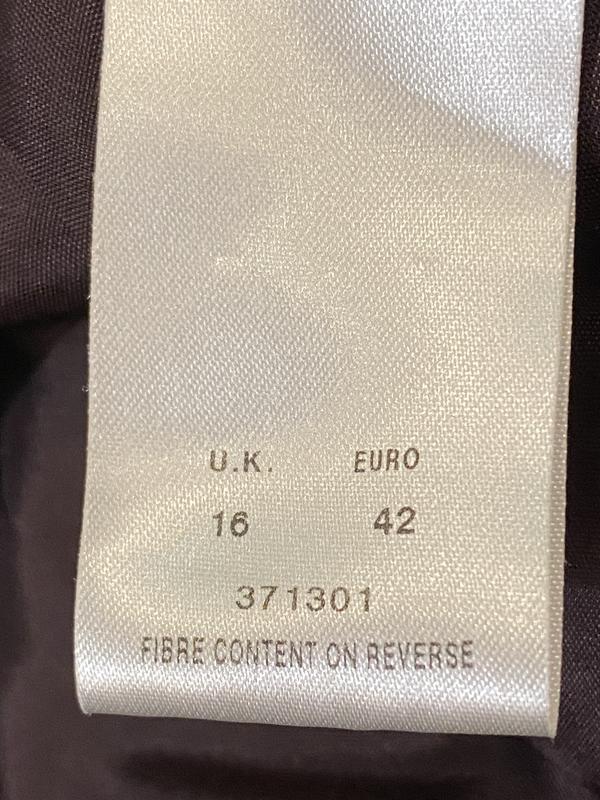 U.K. EURO
16 42
371301
FIBRE CONTENT ON REVERSE